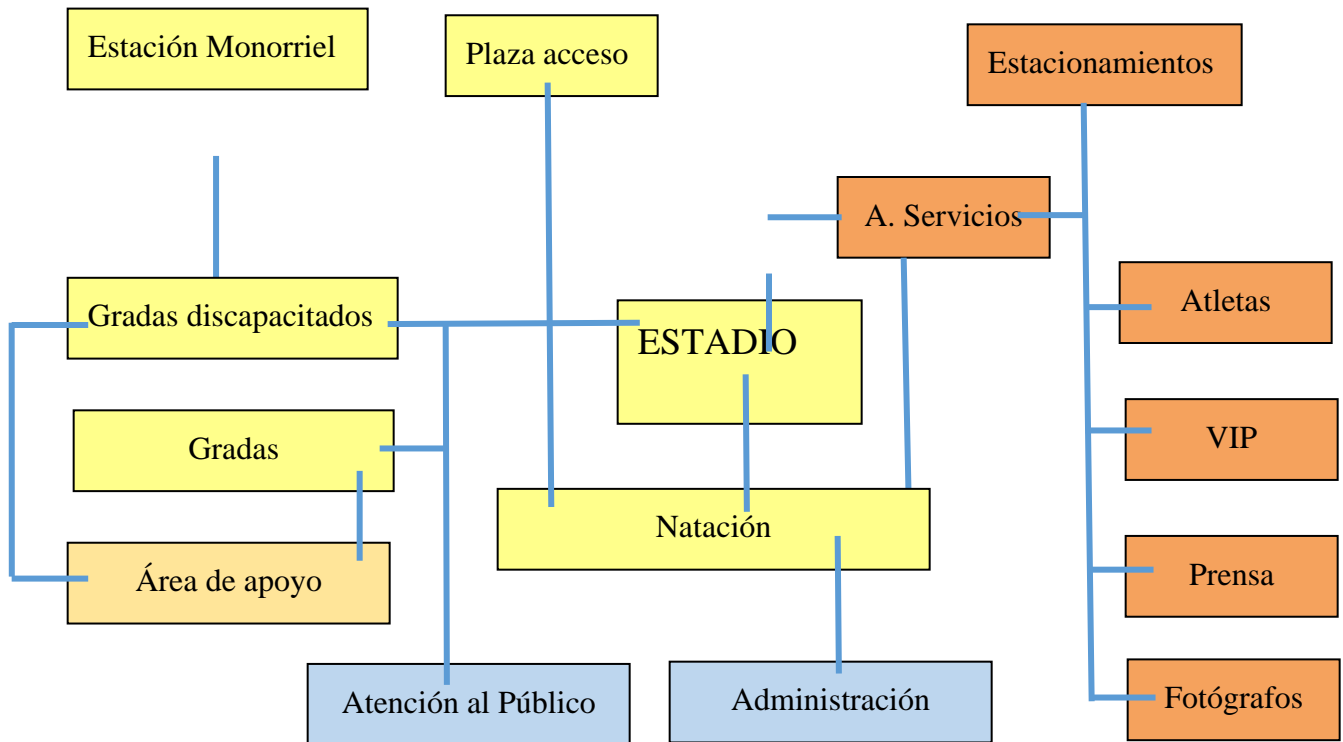 Estación Monorriel
Plaza acceso
Estacionamientos
A. Servicios
Atletas
Gradas discapacitados
ESTADIO
VIP
Gradas
Natación
Prensa
Área de apoyo
Atención al Público
Administración
Fotógrafos